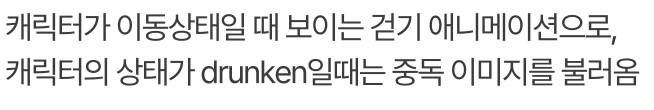 캐릭터가 이동상태일 때 보이는 걷기 애니메이션으로,
캐릭터의 상태가 drunken일때는 중독 이미지를 불러옴